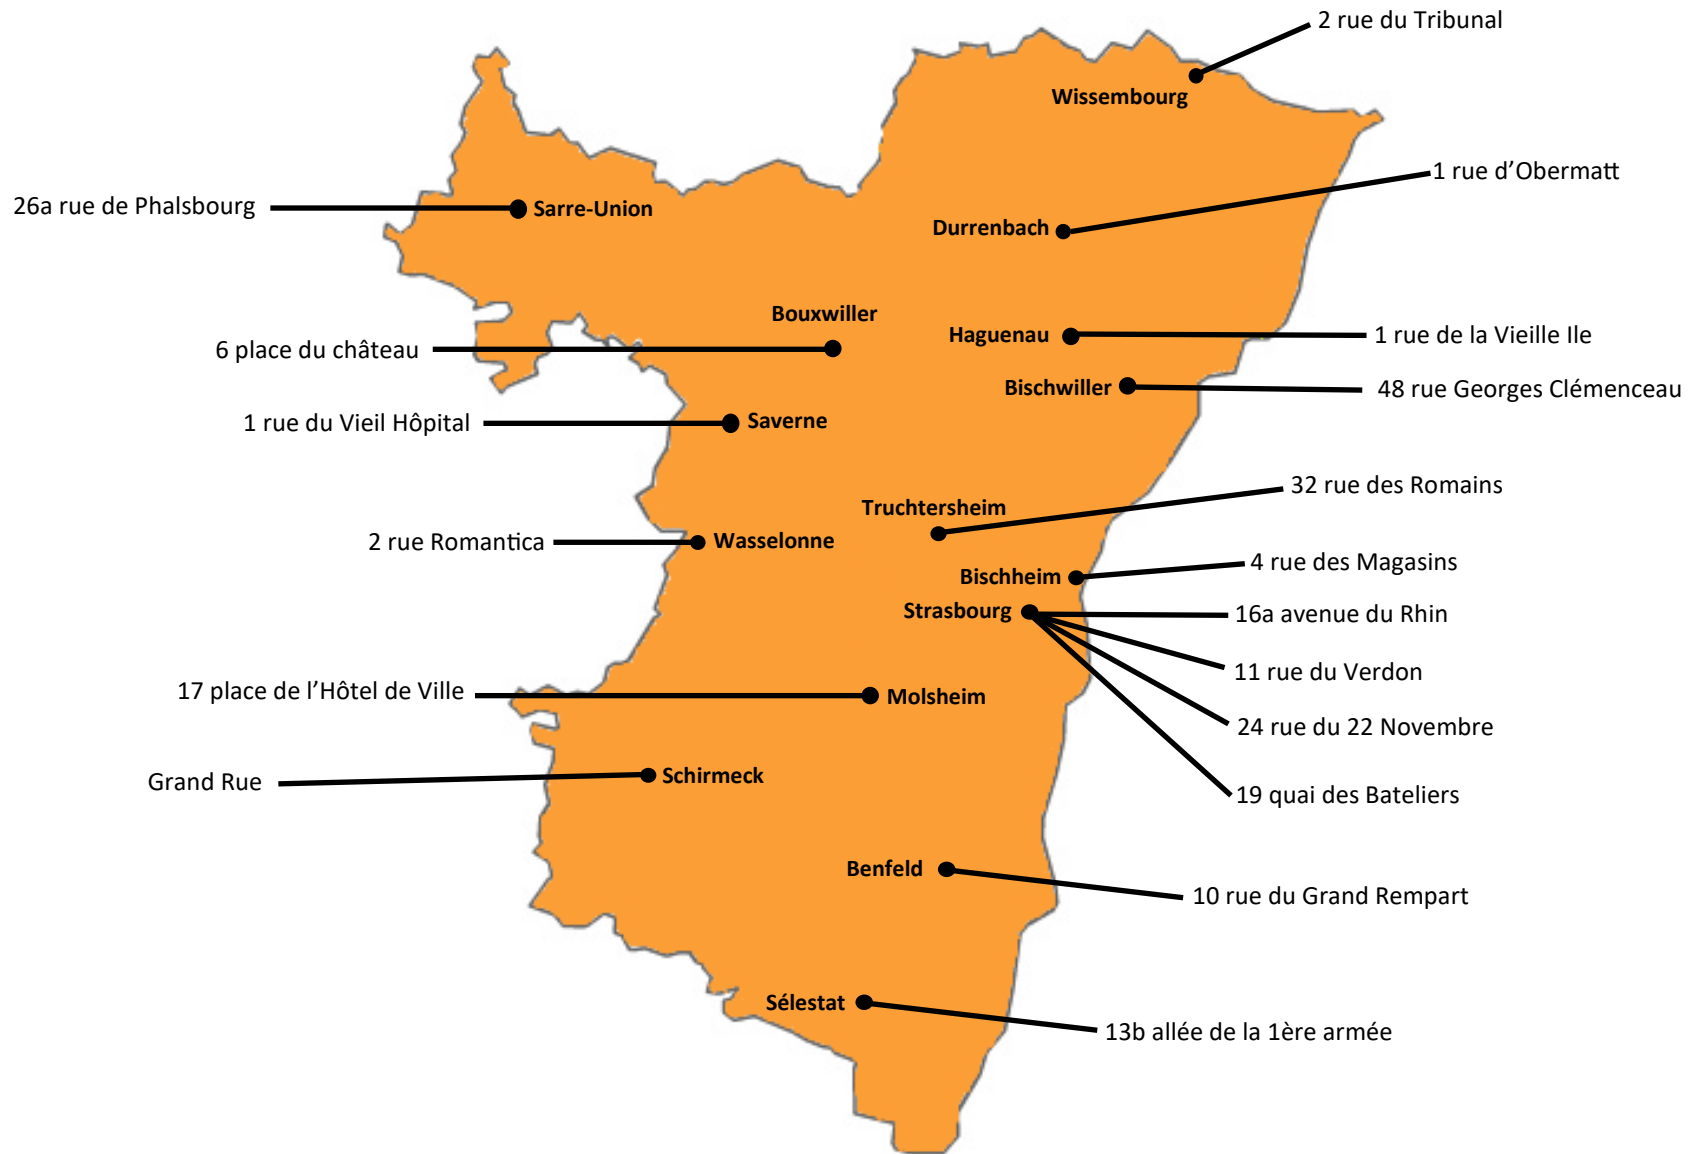 2 rue du Tribunal
Wissembourg
1 rue d’Obermatt
26a rue de Phalsbourg
Sarre-Union
Durrenbach
Bouxwiller
Haguenau
1 rue de la Vieille Ile
6 place du château
Bischwiller
48 rue Georges Clémenceau
1 rue du Vieil Hôpital
Saverne
32 rue des Romains
Truchtersheim
2 rue Romantica
Wasselonne
4 rue des Magasins
Bischheim
Strasbourg
16a avenue du Rhin
11 rue du Verdon
17 place de l’Hôtel de Ville
Molsheim
24 rue du 22 Novembre
Grand Rue
Schirmeck
19 quai des Bateliers
Benfeld
10 rue du Grand Rempart
Sélestat
13b allée de la 1ère armée